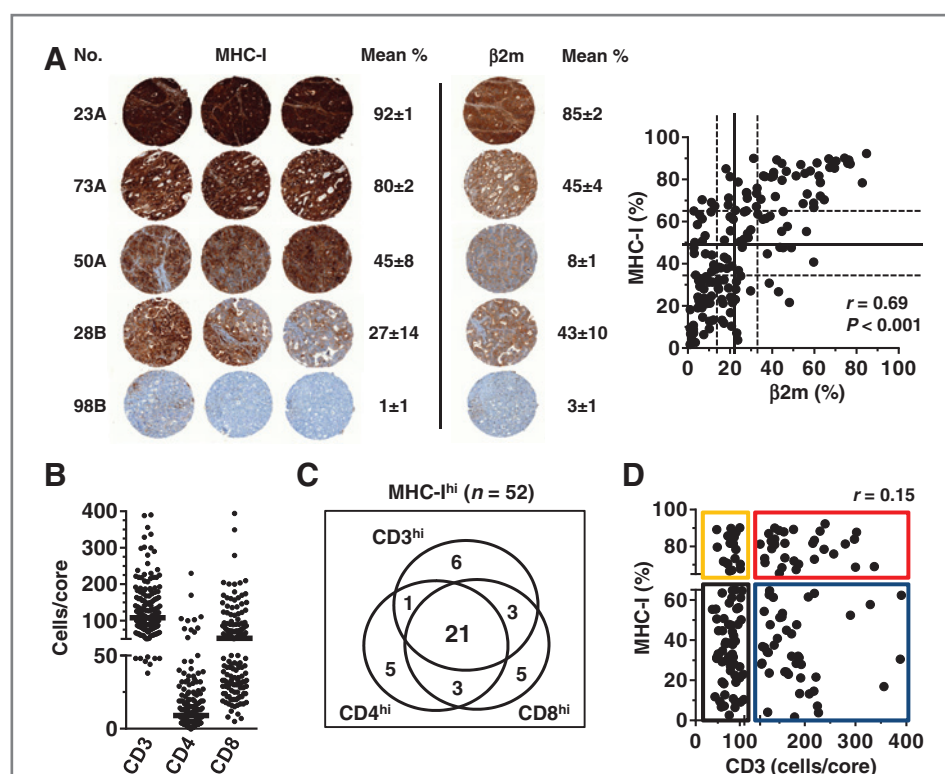 A No. MHC-I Mean % β2m Mean %
23A 92±1 85±2
73A 80±2 45±4
50A 45±8 8±1
28B 27±14 43±10
98B 1±1 3±1
MHC-I (%)
100
80
60
40
20
0
r = 0.69
P < 0.001
0 20 40 60 80 100
β2m (%)
B
Cells/core
400
300
200
100
50
0
CD3 CD4 CD8
C
MHC-Iʰⁱ (n = 52)
CD3ʰⁱ
6
1 3
21
5 3 5
CD4ʰⁱ CD8ʰⁱ
D
r = 0.15
MHC-I (%)
100
80
60
40
20
0
0 100 200 300 400
CD3 (cells/core)